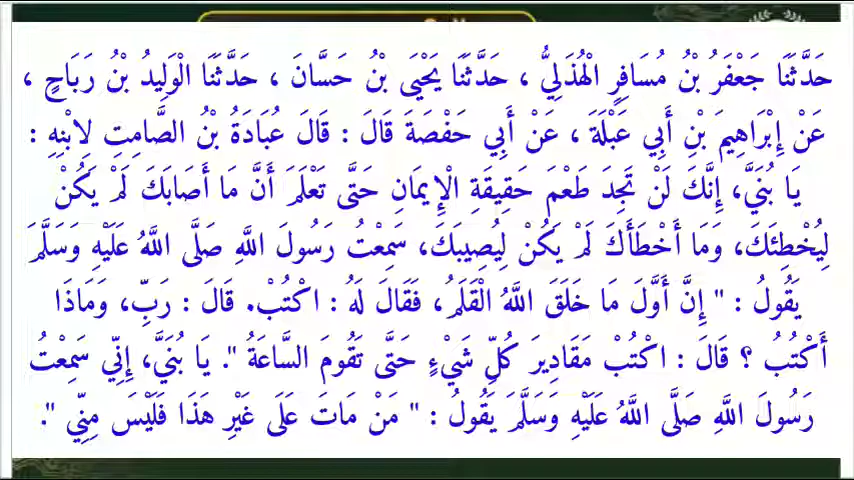 حَدَّثَنَا جَعْفَرُ بْنُ مُسَافِرٍ الْهُذَلِيُّ ، حَدَّثَنَا يَحْيَى بْنُ حَسَّانَ ، حَدَّثَنَا الْوَلِيدُ بْنُ رَبَاحٍ ،
عَنْ إِبْرَاهِيمَ بْنِ أَبِي عَبْلَةَ ، عَنْ أَبِي حَفْصَةَ قَالَ : قَالَ عُبَادَةُ بْنُ الصَّامِتِ لِابْنِهِ :
يَا بُنَيَّ، إِنَّكَ لَنْ تَجِدَ طَعْمَ حَقِيقَةِ الْإِيمَانِ حَتَّى تَعْلَمَ أَنَّ مَا أَصَابَكَ لَمْ يَكُنْ
لِيُخْطِئَكَ، وَمَا أَخْطَأَكَ لَمْ يَكُنْ لِيُصِيبَكَ، سَمِعْتُ رَسُولَ اللَّهِ صَلَّى اللَّهُ عَلَيْهِ وَسَلَّمَ
يَقُولُ : " إِنَّ أَوَّلَ مَا خَلَقَ اللَّهُ الْقَلَمُ، فَقَالَ لَهُ : اكْتُبْ. قَالَ : رَبِّ، وَمَاذَا
أَكْتُبُ ؟ قَالَ : اكْتُبْ مَقَادِيرَ كُلِّ شَيْءٍ حَتَّى تَقُومَ السَّاعَةُ ". يَا بُنَيَّ، إِنِّي سَمِعْتُ
رَسُولَ اللَّهِ صَلَّى اللَّهُ عَلَيْهِ وَسَلَّمَ يَقُولُ : " مَنْ مَاتَ عَلَى غَيْرِ هَذَا فَلَيْسَ مِنِّي ".